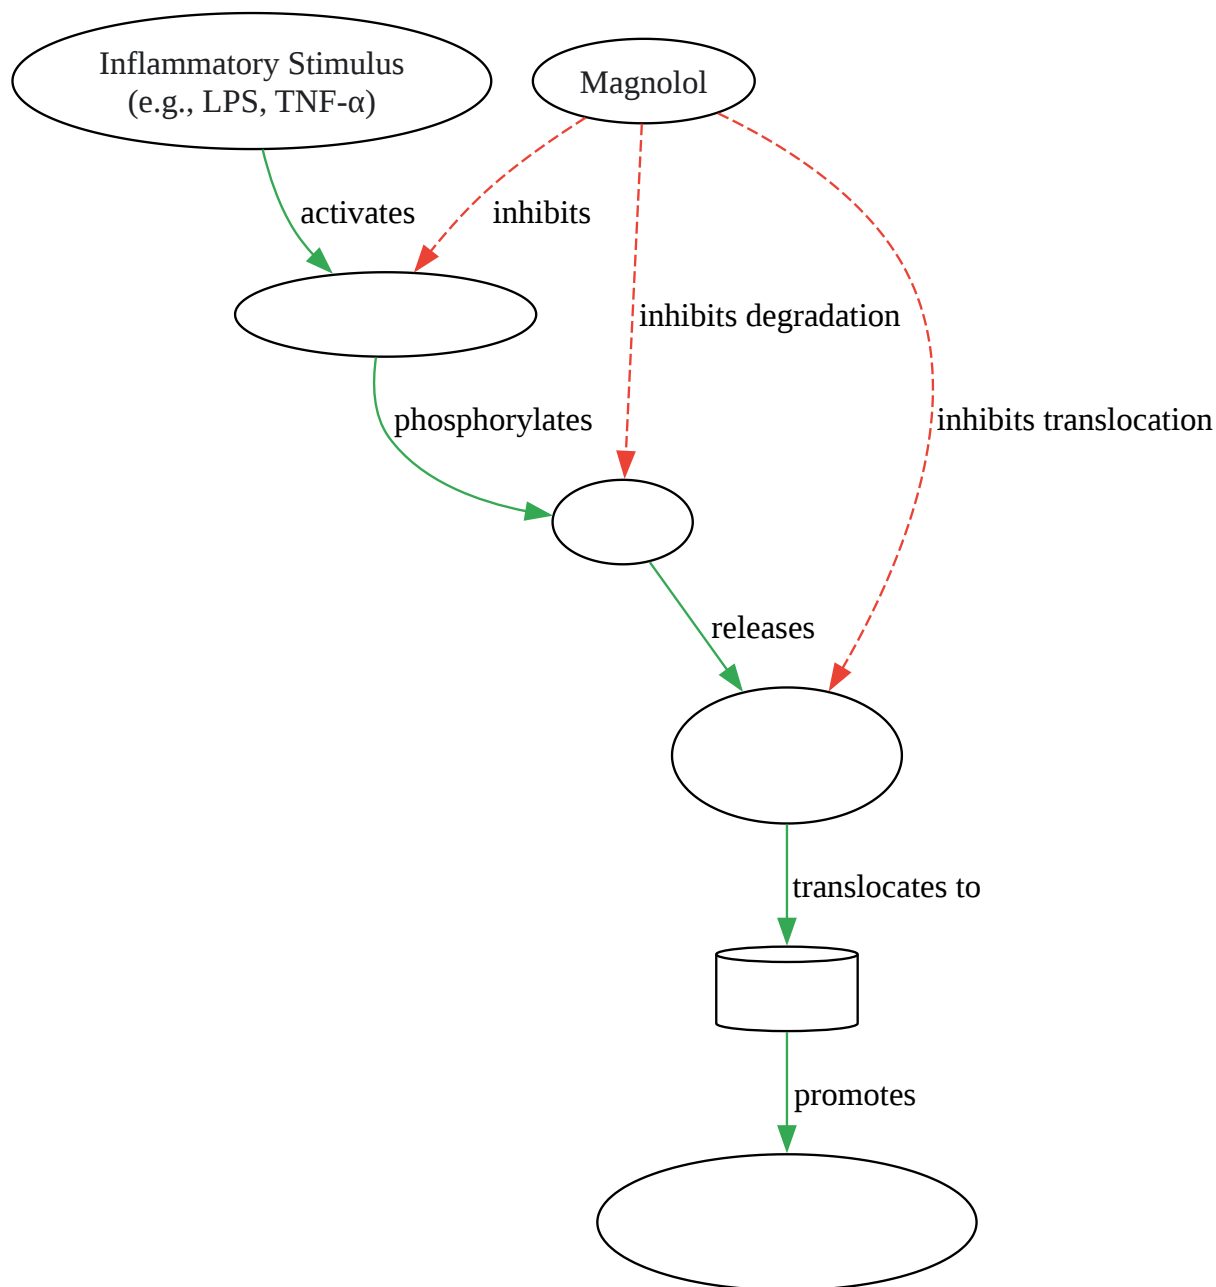 Inflammatory Stimulus
(e.g., LPS, TNF-α)
Magnolol
activates
inhibits
inhibits degradation
phosphorylates
inhibits translocation
releases
translocates to
promotes